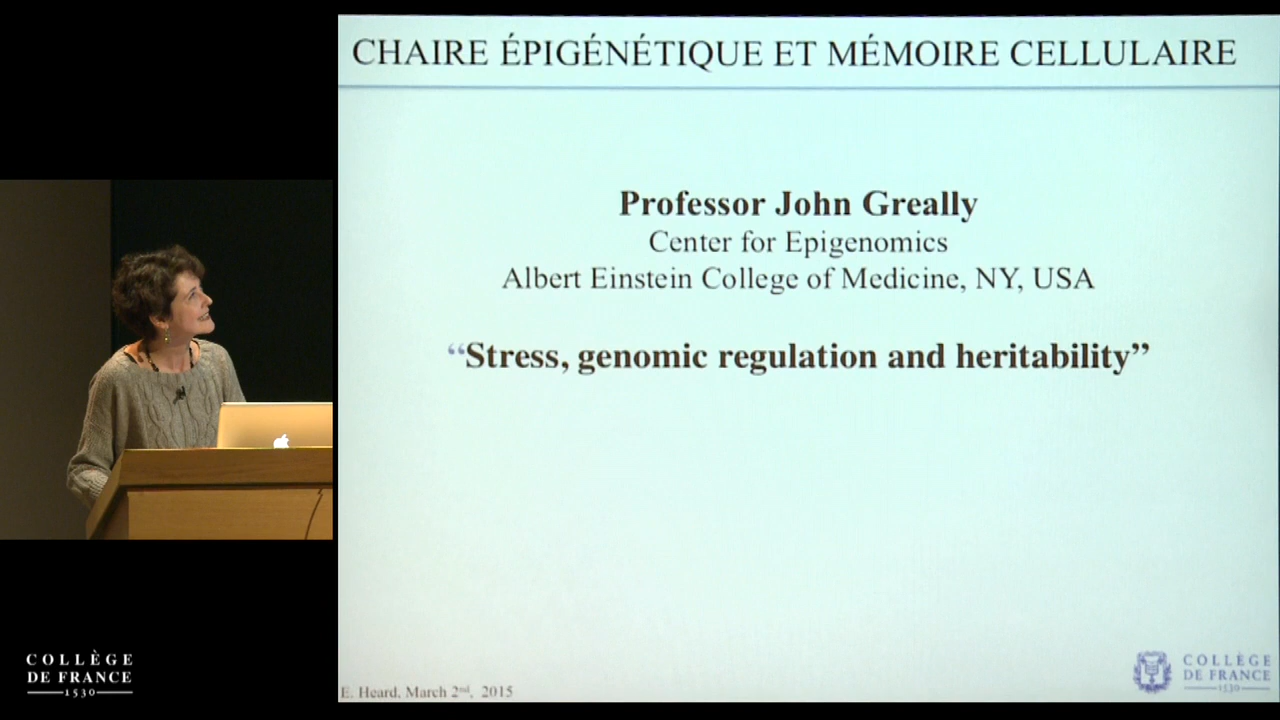 CHAIRE ÉPIGÉNÉTIQUE ET MÉMOIRE CELLULAIRE
Professor John Greally
Center for Epigenomics
Albert Einstein College of Medicine, NY, USA
“Stress, genomic regulation and heritability”
E. Heard, March 2nd, 2015
COLLÈGE
DE FRANCE
1530
COLLÈGE
DE FRANCE
1530